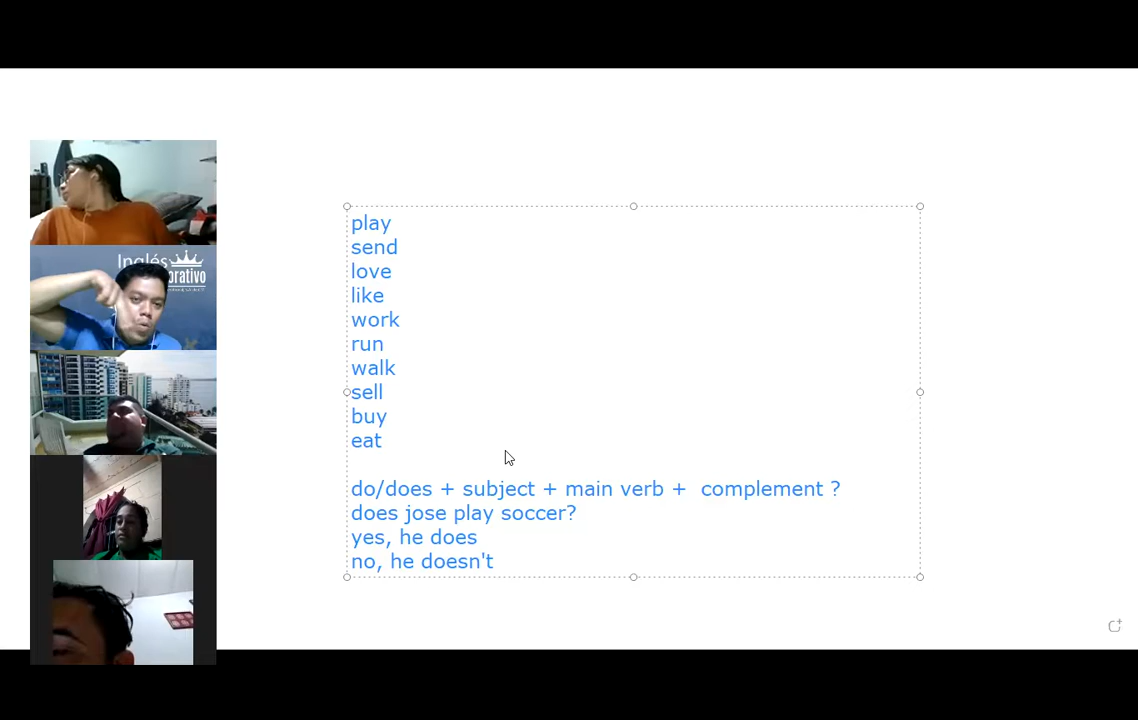 Inglés
play
send
love
like
work
run
walk
sell
buy
eat
do/does + subject + main verb +  complement ?
does jose play soccer?
yes, he does
no, he doesn't